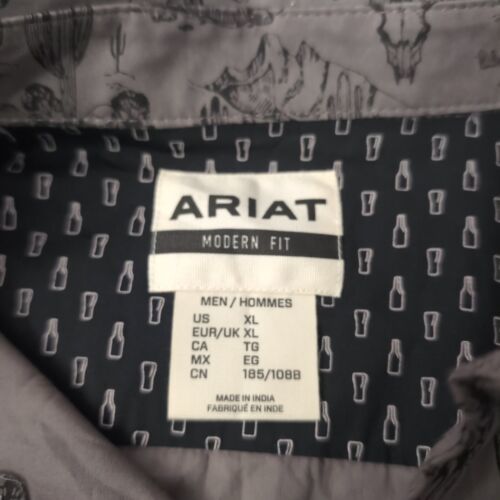 ARIAT
MODERN FIT
MEN / HOMMES
US XL
EUR/UK XL
CA TG
MX EG
CN 185/108B
MADE IN INDIA
FABRIQUÉ EN INDE